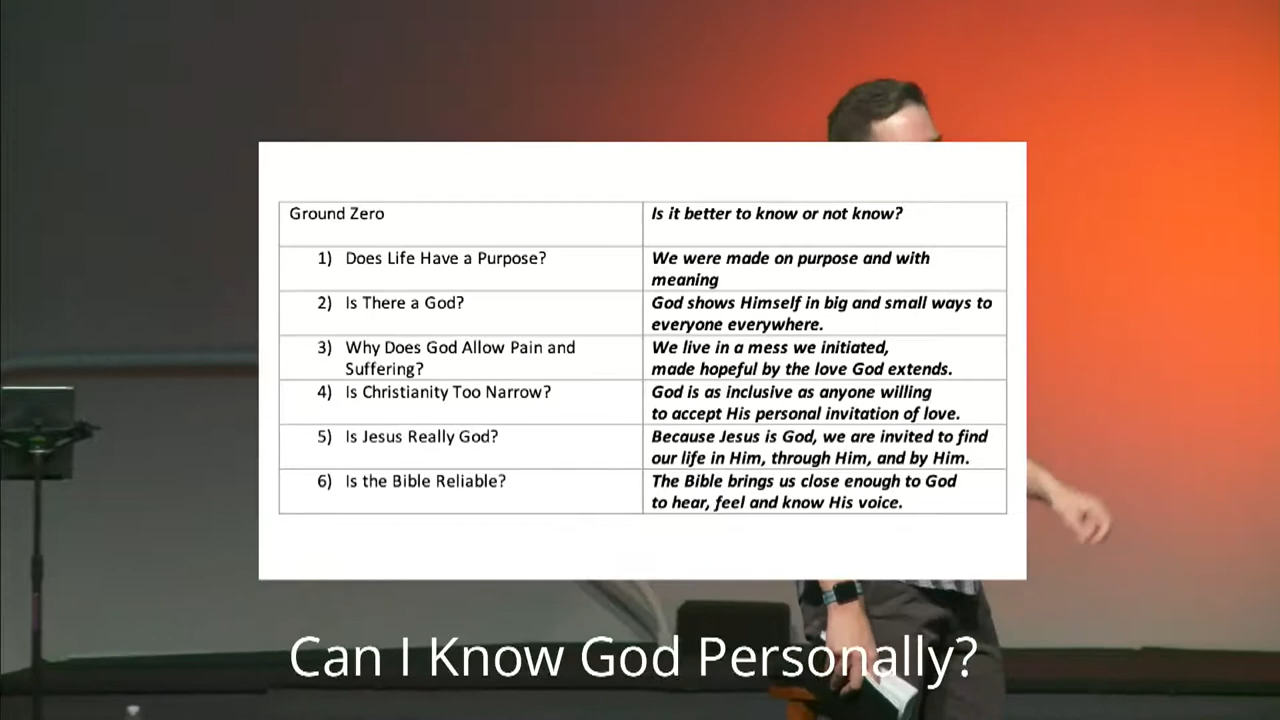 Ground Zero
Is it better to know or not know?
1) Does Life Have a Purpose?
We were made on purpose and with
meaning
2) Is There a God?
God shows Himself in big and small ways to
everyone everywhere.
3) Why Does God Allow Pain and
Suffering?
We live in a mess we initiated,
made hopeful by the love God extends.
4) Is Christianity Too Narrow?
God is as inclusive as anyone willing
to accept His personal invitation of love.
5) Is Jesus Really God?
Because Jesus is God, we are invited to find
our life in Him, through Him, and by Him.
6) Is the Bible Reliable?
The Bible brings us close enough to God
to hear, feel and know His voice.
Can I Know God Personally?